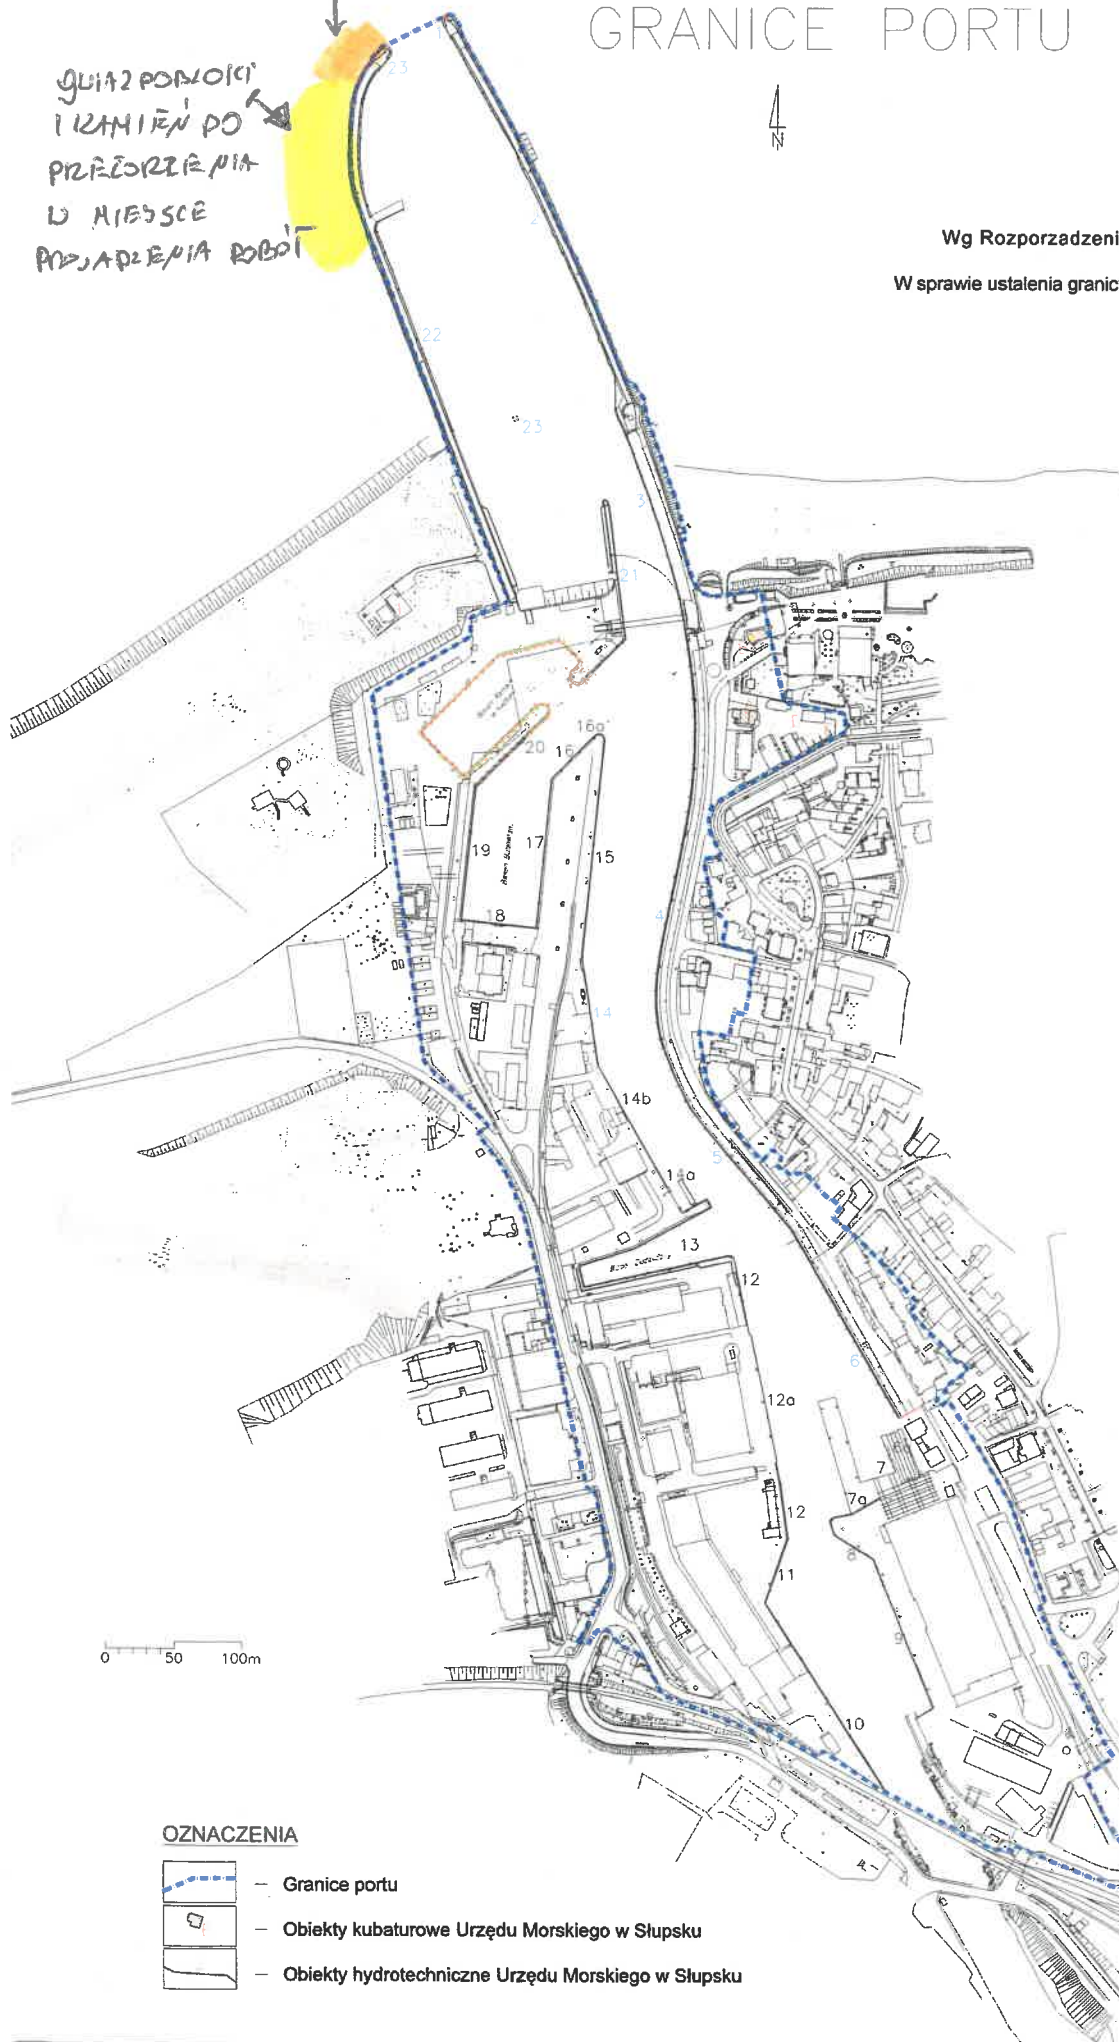 GRANICE PORTU
GWIAZDOBLOKI
I KAMIEŃ DO
PRZEJRZENIA
W MIEJSCE
PROWADZENIA ROBÓT
N
Wg Rozporzadzeni
W sprawie ustalenia granic
1
23
2
22
23
3
21
16a
16
20
19
17
15
18
4
14
14b
5
14a
13
12
6
12a
7
7a
12
8
11
9
10
0 50 100m
OZNACZENIA
– Granice portu
– Obiekty kubaturowe Urzędu Morskiego w Słupsku
– Obiekty hydrotechniczne Urzędu Morskiego w Słupsku